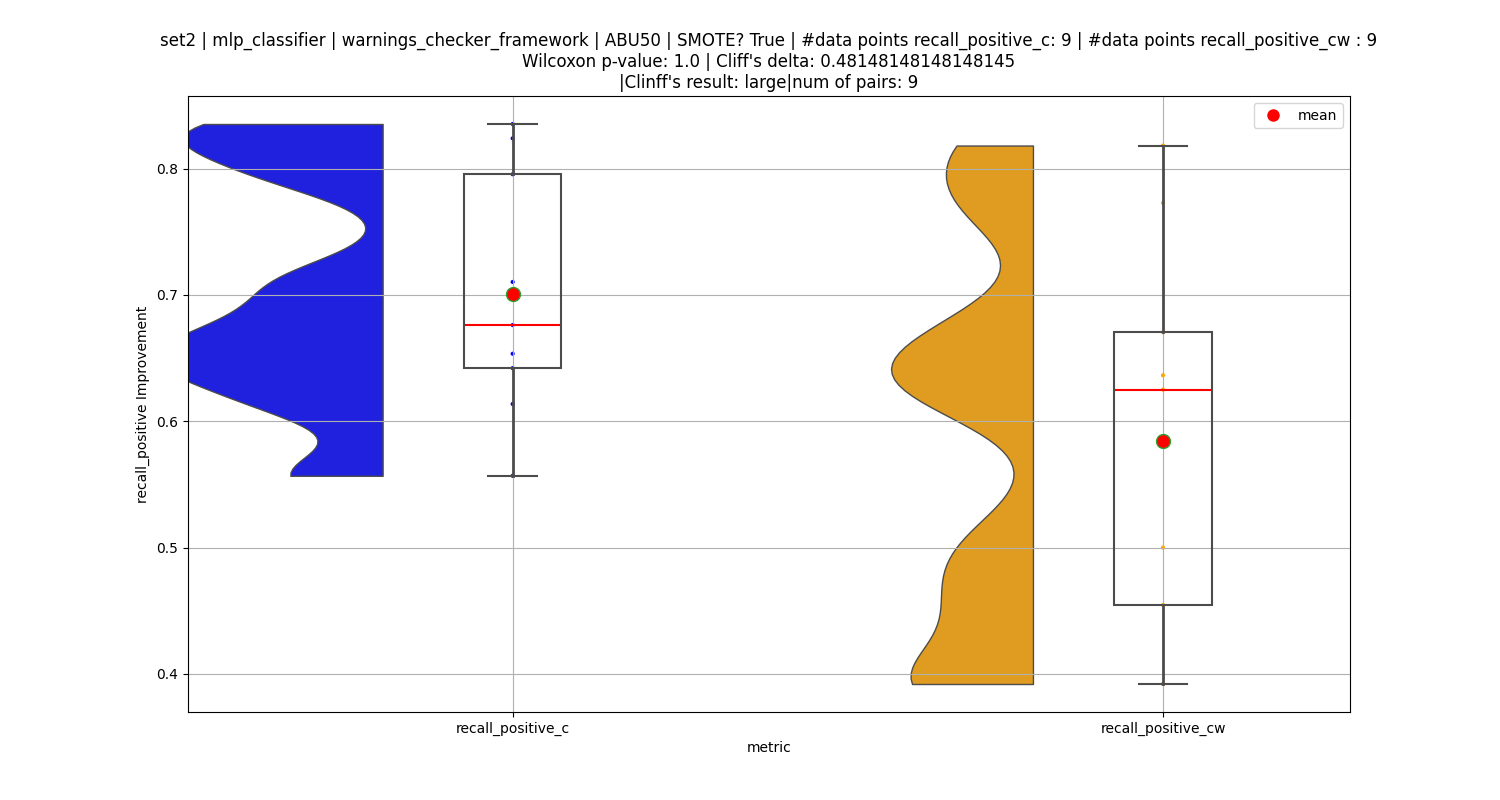 set2 | mlp_classifier | warnings_checker_framework | ABU50 | SMOTE? True | #data points recall_positive_c: 9 | #data points recall_positive_cw : 9
Wilcoxon p-value: 1.0 | Cliff's delta: 0.48148148148148145
|Clinff's result: large|num of pairs: 9
mean
0.8
0.7
0.6
0.5
0.4
recall_positive Improvement
recall_positive_c
recall_positive_cw
metric